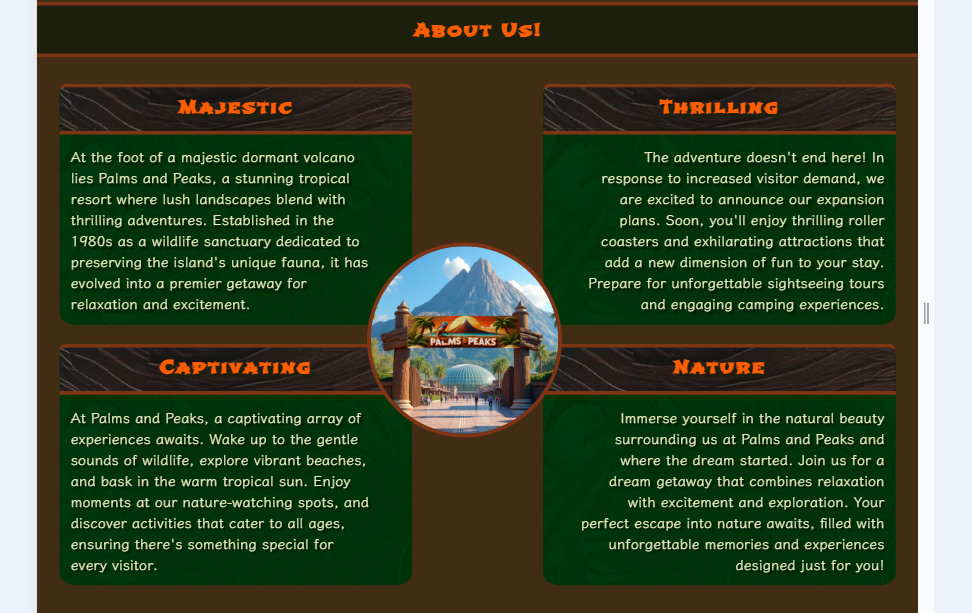 About Us!
Majestic
At the foot of a majestic dormant volcano
lies Palms and Peaks, a stunning tropical
resort where lush landscapes blend with
thrilling adventures. Established in the
1980s as a wildlife sanctuary dedicated to
preserving the island's unique fauna, it has
evolved into a premier getaway for
relaxation and excitement.
Thrilling
The adventure doesn't end here! In
response to increased visitor demand, we
are excited to announce our expansion
plans. Soon, you'll enjoy thrilling roller
coasters and exhilarating attractions that
add a new dimension of fun to your stay.
Prepare for unforgettable sightseeing tours
and engaging camping experiences.
PALMS & PEAKS
Captivating
At Palms and Peaks, a captivating array of
experiences awaits. Wake up to the gentle
sounds of wildlife, explore vibrant beaches,
and bask in the warm tropical sun. Enjoy
moments at our nature-watching spots, and
discover activities that cater to all ages,
ensuring there's something special for
every visitor.
Nature
Immerse yourself in the natural beauty
surrounding us at Palms and Peaks and
where the dream started. Join us for a
dream getaway that combines relaxation
with excitement and exploration. Your
perfect escape into nature awaits, filled with
unforgettable memories and experiences
designed just for you!